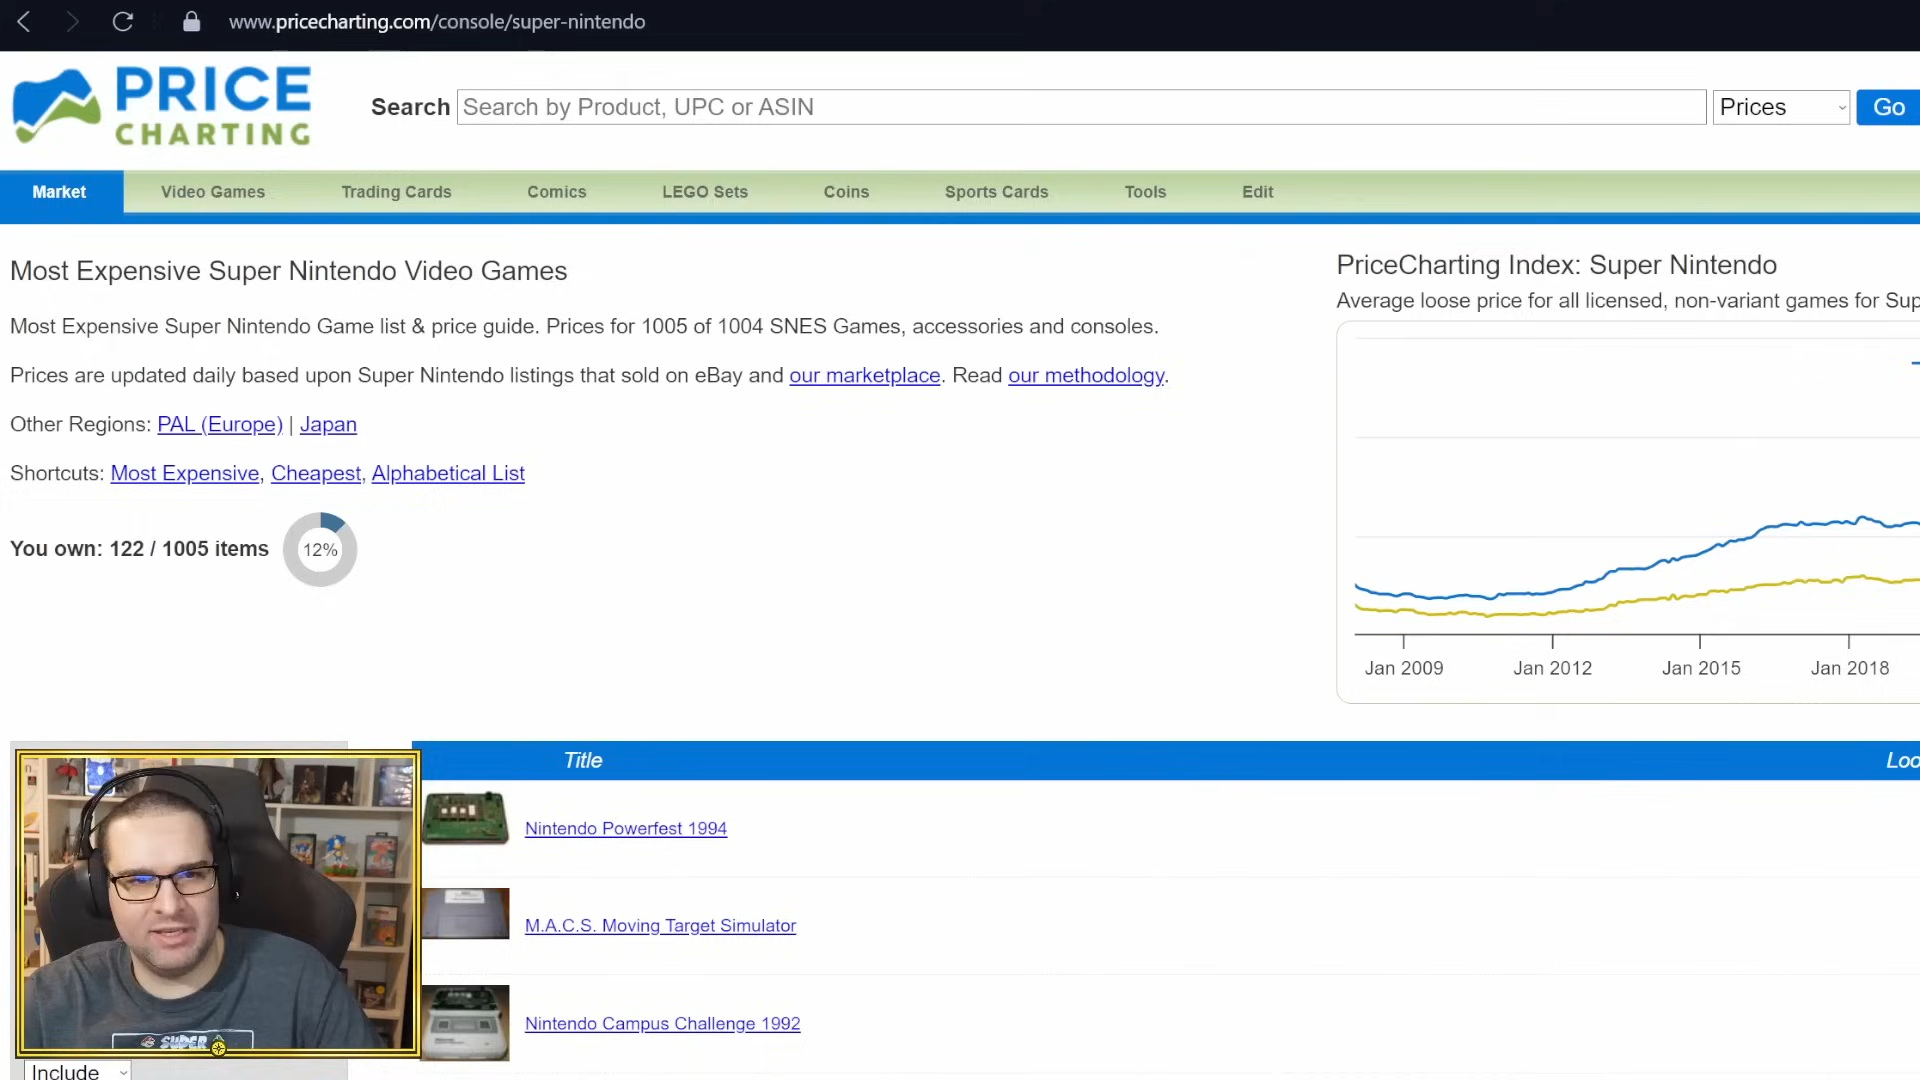 www.pricecharting.com/console/super-nintendo
PRICE
CHARTING
Search
Search by Product, UPC or ASIN
Prices
Go
Market
Video Games
Trading Cards
Comics
LEGO Sets
Coins
Sports Cards
Tools
Edit
Most Expensive Super Nintendo Video Games
Most Expensive Super Nintendo Game list & price guide. Prices for 1005 of 1004 SNES Games, accessories and consoles.
Prices are updated daily based upon Super Nintendo listings that sold on eBay and our marketplace. Read our methodology.
Other Regions: PAL (Europe) | Japan
Shortcuts: Most Expensive, Cheapest, Alphabetical List
You own: 122 / 1005 items
12%
PriceCharting Index: Super Nintendo
Average loose price for all licensed, non-variant games for Sup
Jan 2009
Jan 2012
Jan 2015
Jan 2018
Title
Loo
Nintendo Powerfest 1994
M.A.C.S. Moving Target Simulator
Nintendo Campus Challenge 1992
SUPER
Include